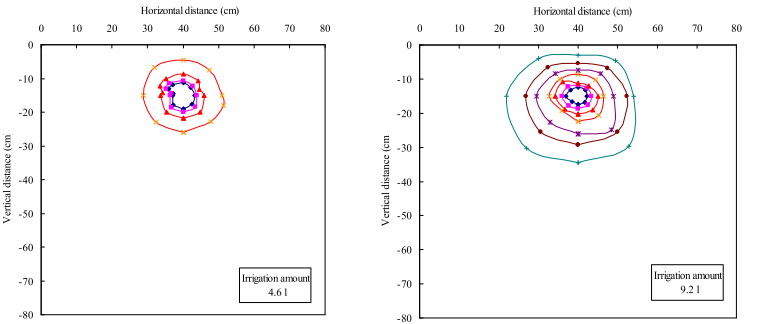 Horizontal distance (cm)
0 10 20 30 40 50 60 70 80
0
-10
-20
-30
-40
-50
-60
-70
-80
Vertical distance (cm
Irrigation amount
4.6 l
Horizontal distance (cm)
0 10 20 30 40 50 60 70 80
0
-10
-20
-30
-40
-50
-60
-70
-80
Vertical distance (cm
Irrigation amount
9.2 l